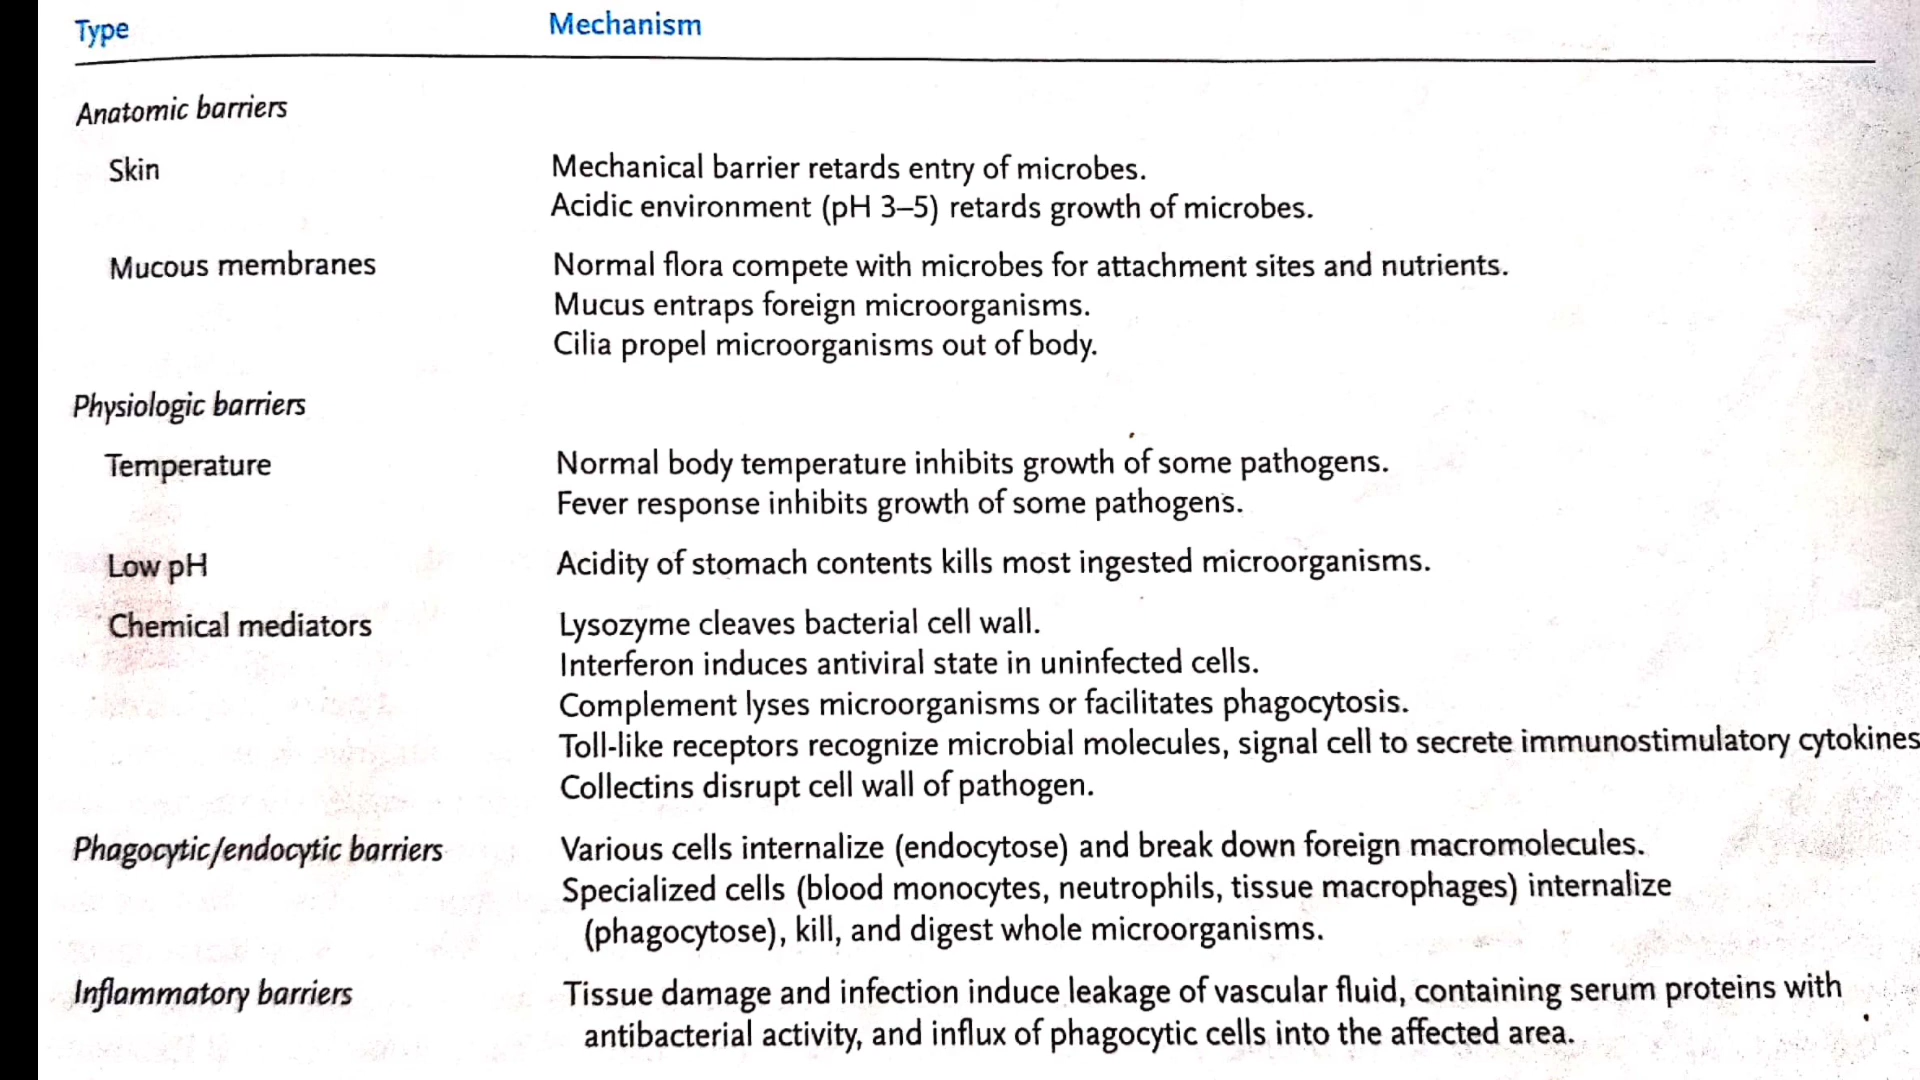 Type Mechanism
Anatomic barriers
Skin Mechanical barrier retards entry of microbes.
Acidic environment (pH 3–5) retards growth of microbes.
Mucous membranes Normal flora compete with microbes for attachment sites and nutrients.
Mucus entraps foreign microorganisms.
Cilia propel microorganisms out of body.
Physiologic barriers
Temperature Normal body temperature inhibits growth of some pathogens.
Fever response inhibits growth of some pathogens.
Low pH Acidity of stomach contents kills most ingested microorganisms.
Chemical mediators Lysozyme cleaves bacterial cell wall.
Interferon induces antiviral state in uninfected cells.
Complement lyses microorganisms or facilitates phagocytosis.
Toll-like receptors recognize microbial molecules, signal cell to secrete immunostimulatory cytokines
Collectins disrupt cell wall of pathogen.
Phagocytic/endocytic barriers Various cells internalize (endocytose) and break down foreign macromolecules.
Specialized cells (blood monocytes, neutrophils, tissue macrophages) internalize
(phagocytose), kill, and digest whole microorganisms.
Inflammatory barriers Tissue damage and infection induce leakage of vascular fluid, containing serum proteins with
antibacterial activity, and influx of phagocytic cells into the affected area.